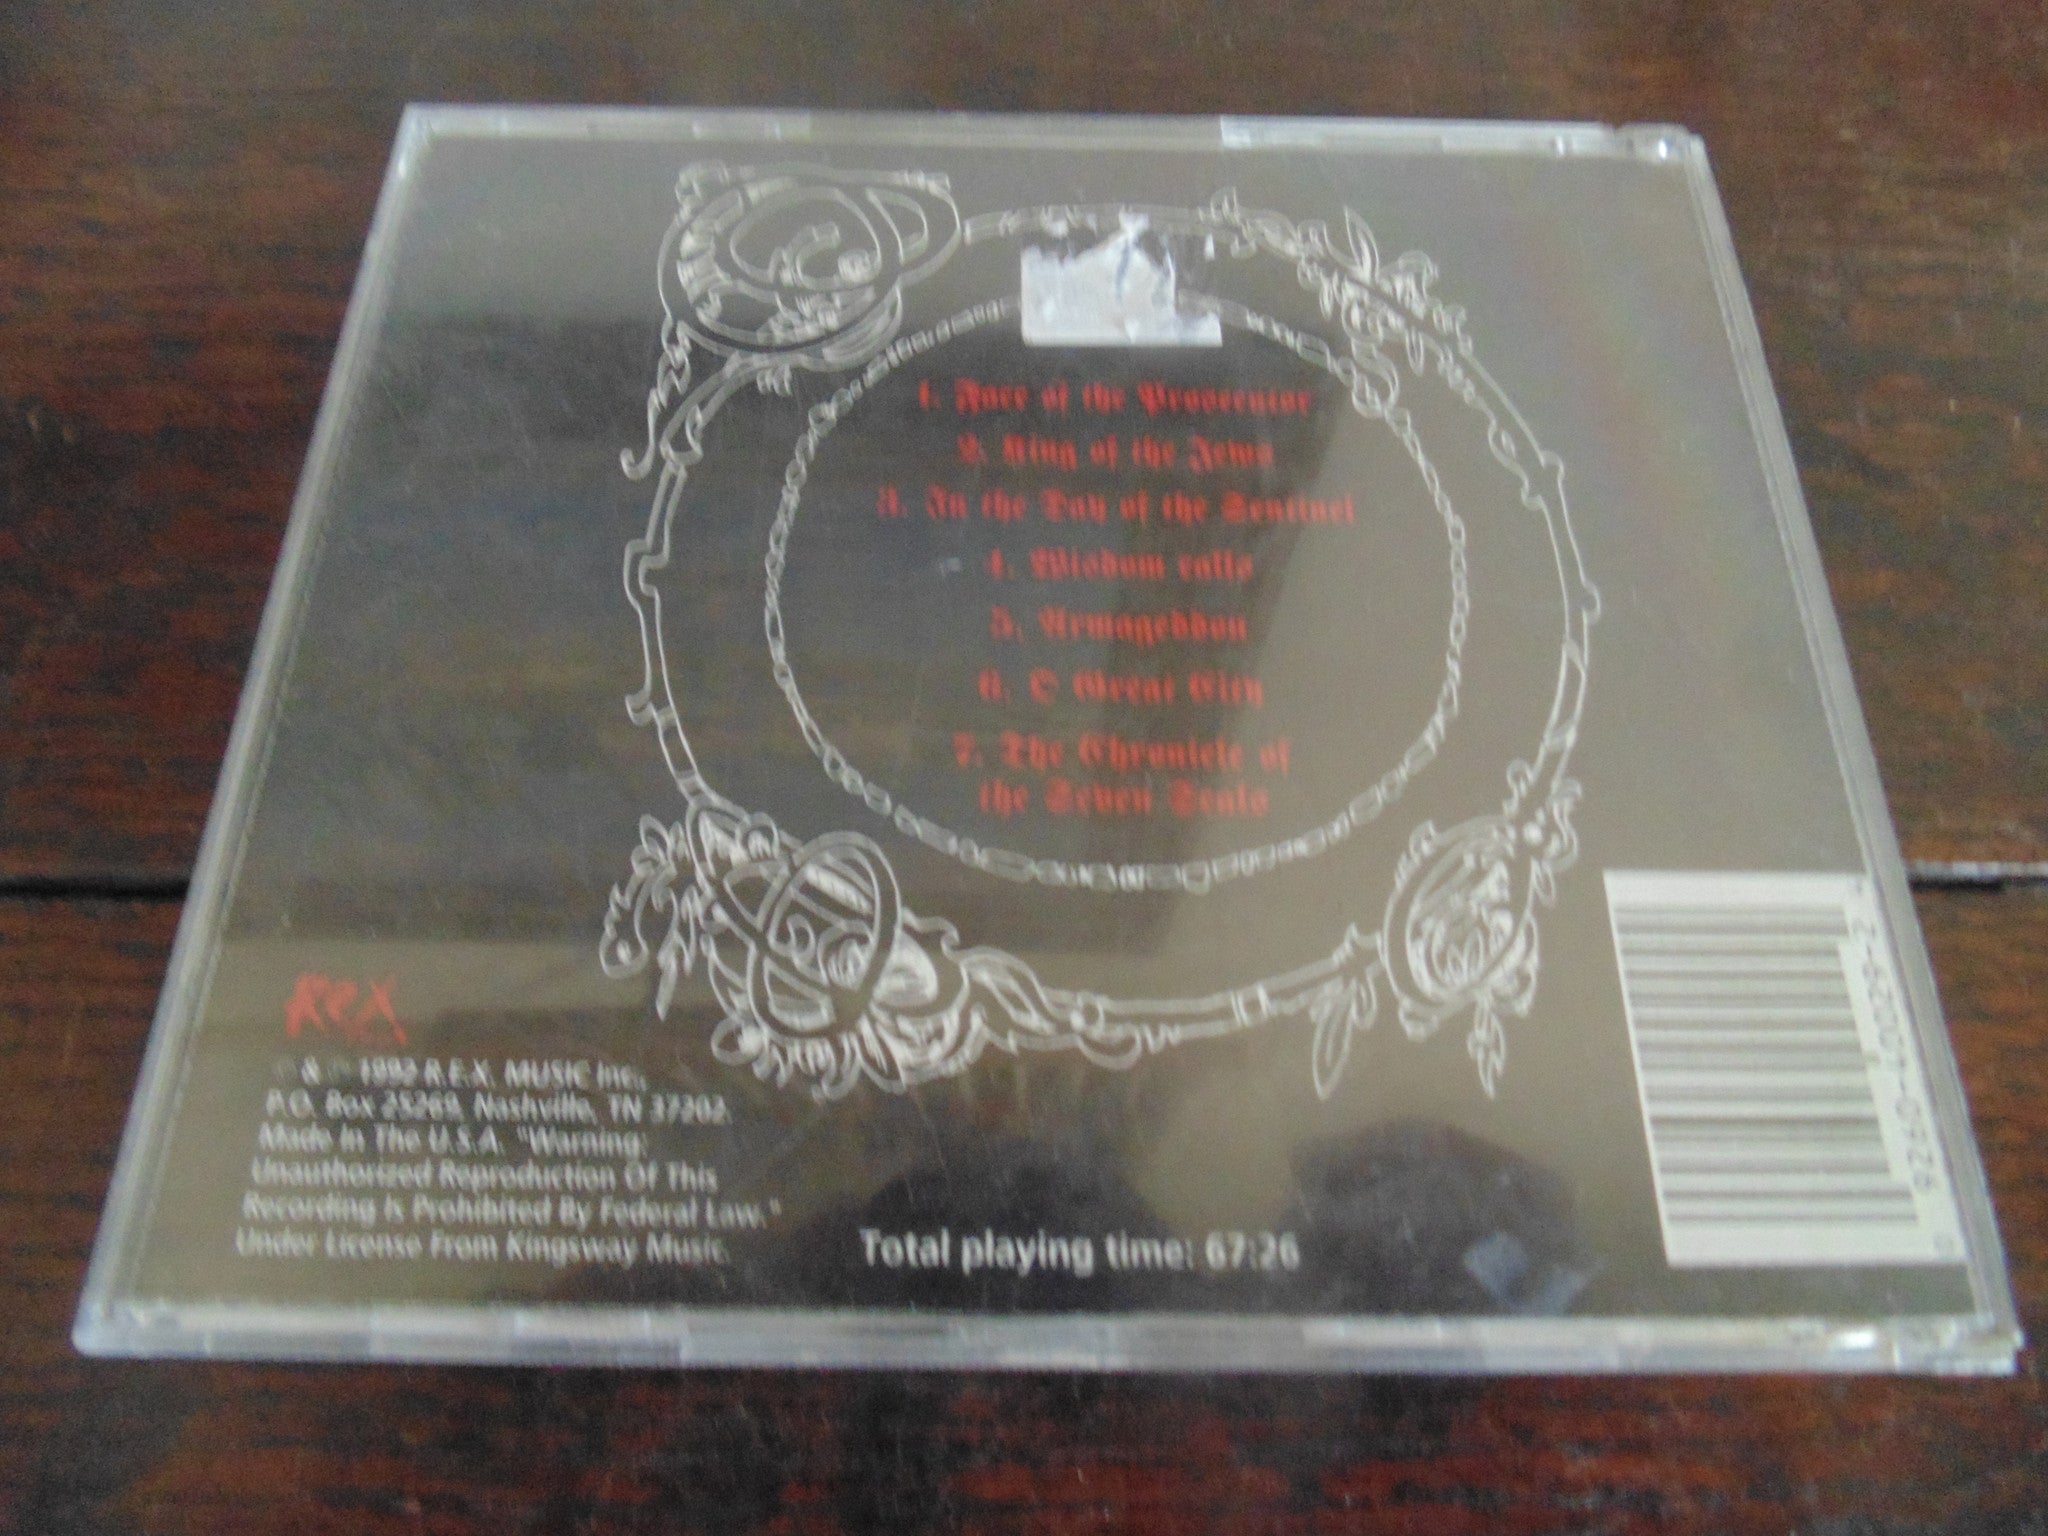 1. Face of the Prosecutor
2. King of the Jews
3. In the Day of the Sentinel
4. Wisdom calls
5. Armageddon
6. O Great City
7. The Chronicle of
the Seven Seals
Rex
© & ℗ 1992 R.E.X. MUSIC Inc.,
P.O. Box 25269, Nashville, TN 37202.
Made In The U.S.A. "Warning:
Unauthorized Reproduction Of This
Recording Is Prohibited By Federal Law."
Under License From Kingsway Music.
Total playing time: 67:26